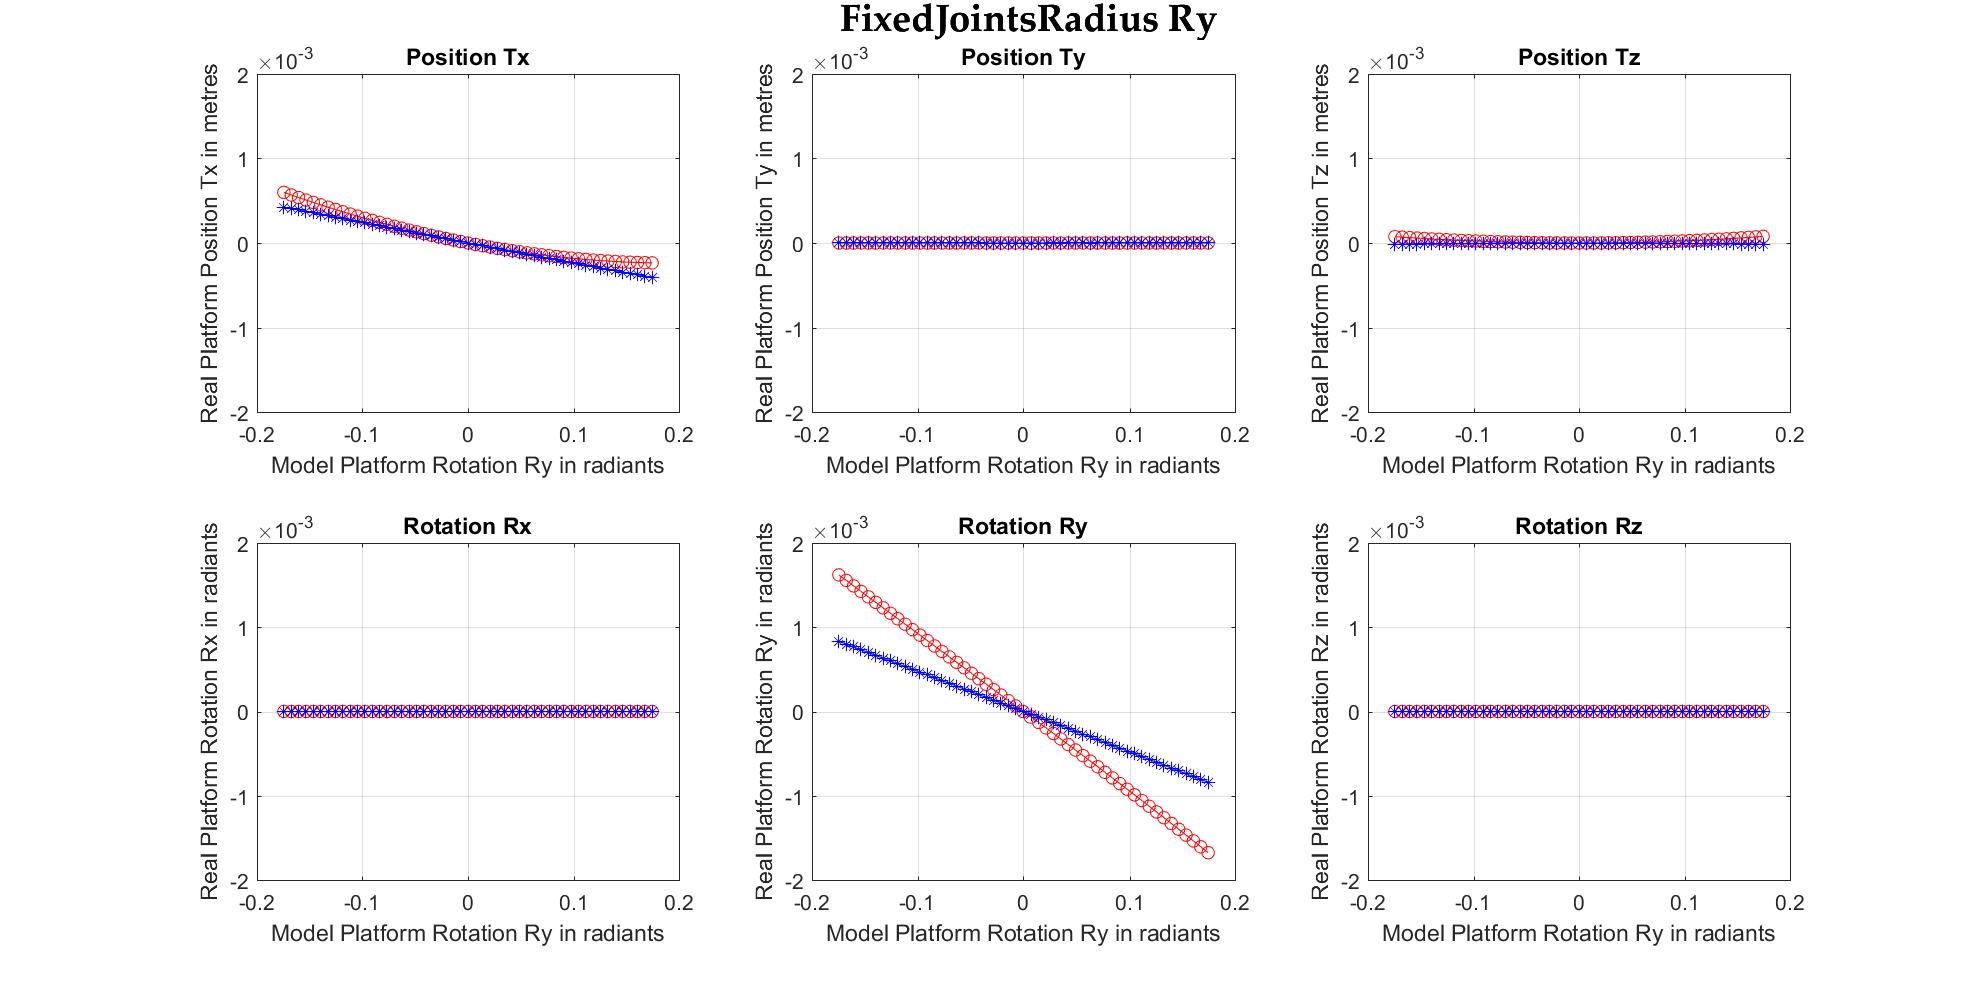 FixedJointsRadius Ry
Position Tx
×10-3
Real Platform Position Tx in metres
2
1
0
-1
-2
-0.2 -0.1 0 0.1 0.2
Model Platform Rotation Ry in radiants
Position Ty
×10-3
Real Platform Position Ty in metres
2
1
0
-1
-2
-0.2 -0.1 0 0.1 0.2
Model Platform Rotation Ry in radiants
Position Tz
×10-3
Real Platform Position Tz in metres
2
1
0
-1
-2
-0.2 -0.1 0 0.1 0.2
Model Platform Rotation Ry in radiants
Rotation Rx
×10-3
Real Platform Rotation Rx in radiants
2
1
0
-1
-2
-0.2 -0.1 0 0.1 0.2
Model Platform Rotation Ry in radiants
Rotation Ry
×10-3
Real Platform Rotation Ry in radiants
2
1
0
-1
-2
-0.2 -0.1 0 0.1 0.2
Model Platform Rotation Ry in radiants
Rotation Rz
×10-3
Real Platform Rotation Rz in radiants
2
1
0
-1
-2
-0.2 -0.1 0 0.1 0.2
Model Platform Rotation Ry in radiants